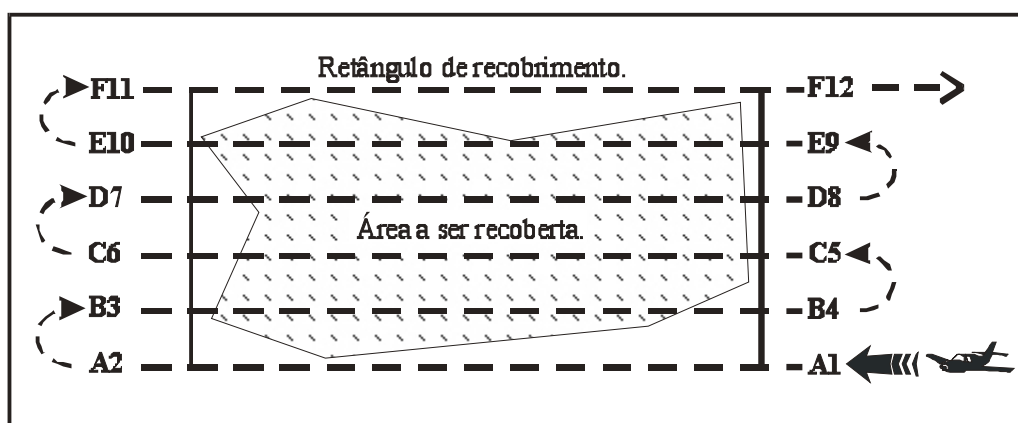 Retângulo de recobrimento.
F11 F12
E10 E9
D7 D8
Área a ser recoberta.
C6 C5
B3 B4
A2 A1